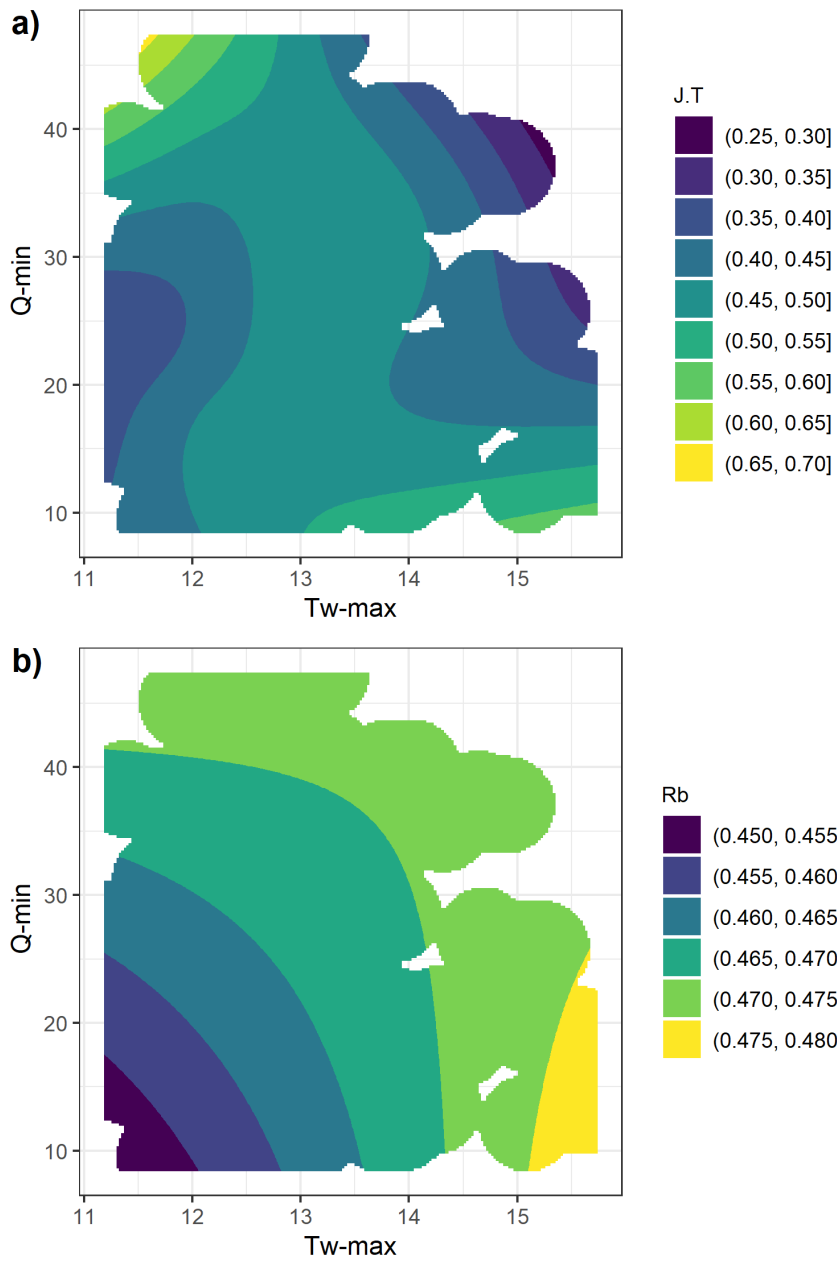 a)
40
30
20
10
Q-min
11 12 13 14 15
Tw-max
J.T
(0.25, 0.30]
(0.30, 0.35]
(0.35, 0.40]
(0.40, 0.45]
(0.45, 0.50]
(0.50, 0.55]
(0.55, 0.60]
(0.60, 0.65]
(0.65, 0.70]
b)
40
30
20
10
Q-min
11 12 13 14 15
Tw-max
Rb
(0.450, 0.455
(0.455, 0.460
(0.460, 0.465
(0.465, 0.470
(0.470, 0.475
(0.475, 0.480